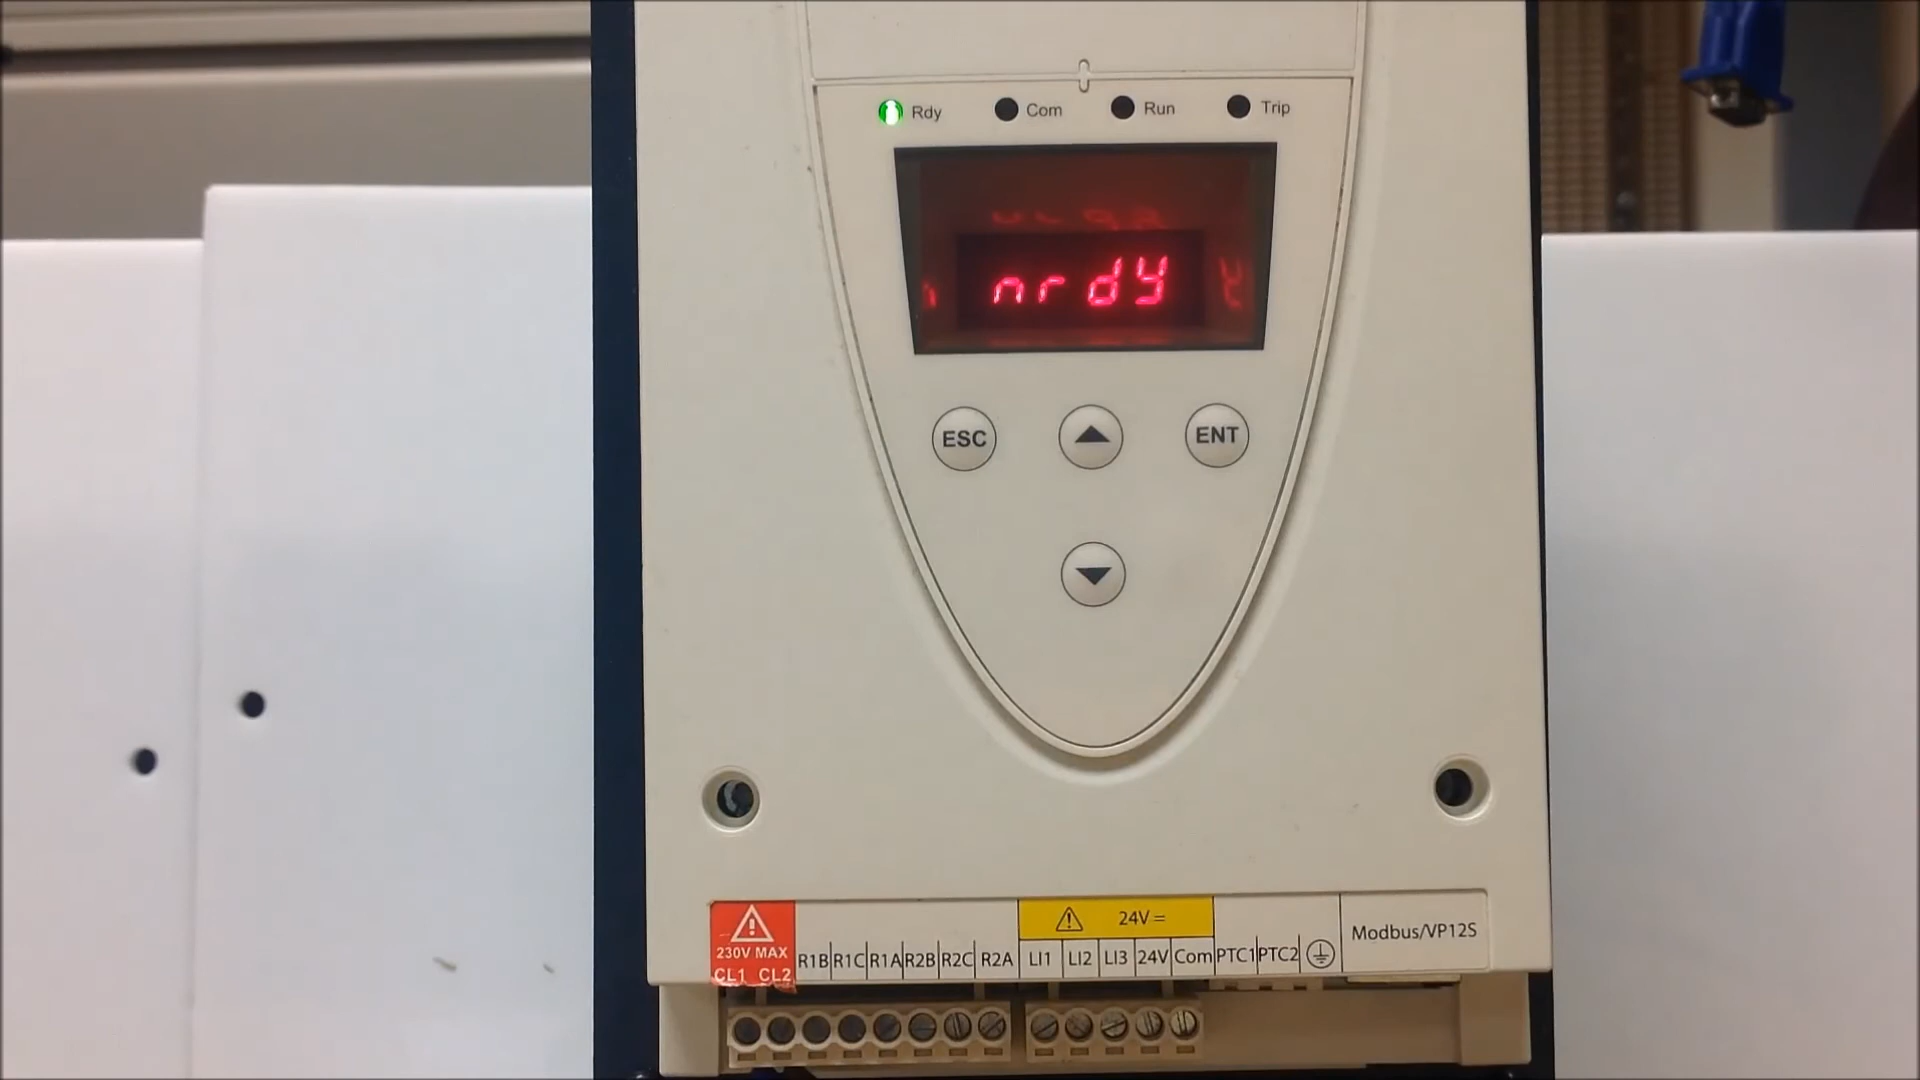 Rdy Com Run Trip
nrdY
ESC ENT
24V =
230V MAX
CL1 CL2
R1B R1C R1A R2B R2C R2A LI1 LI2 LI3 24V Com PTC1 PTC2
Modbus/VP12S